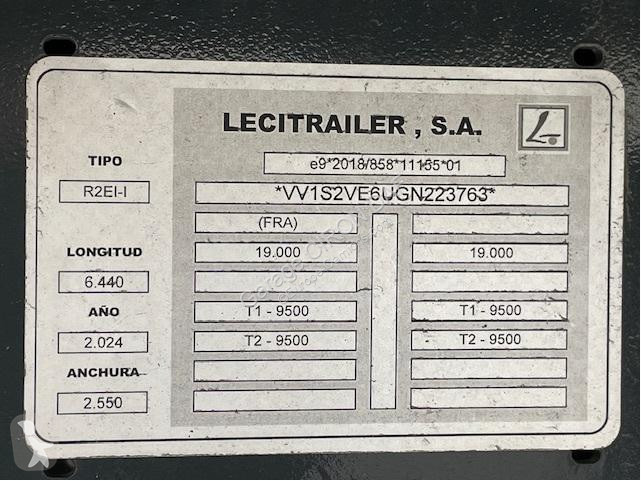 LECITRAILER , S.A.
TIPO
e9*2018/858*11155*01
R2EI-I
*VV1S2VE6UGN223763*
(FRA)
LONGITUD
19.000 19.000
6.440
AÑO
T1 - 9500 T1 - 9500
2.024
T2 - 9500 T2 - 9500
ANCHURA
2.550